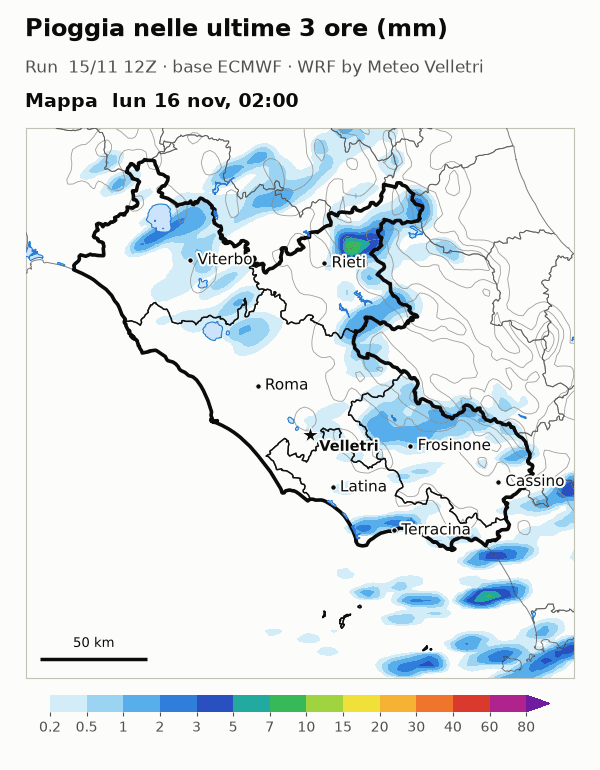 Pioggia nelle ultime 3 ore (mm)
Run  15/11 12Z · base ECMWF · WRF by Meteo Velletri
Mappa  lun 16 nov, 02:00
Viterbo
Rieti
Roma
Velletri
Frosinone
Latina
Cassino
Terracina
50 km
0.2 0.5 1 2 3 5 7 10 15 20 30 40 60 80